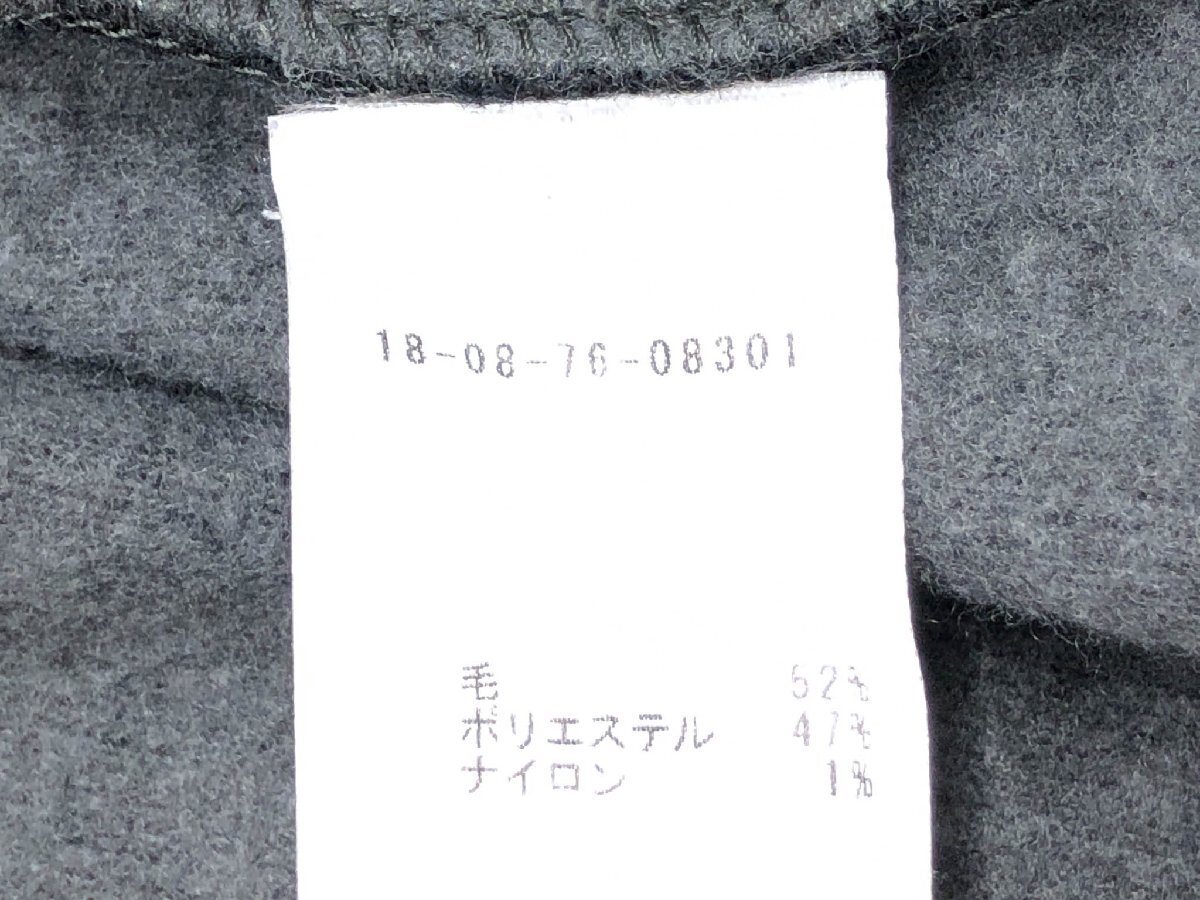 18-08-76-08301
毛 52%
ポリエステル 47%
ナイロン 1%